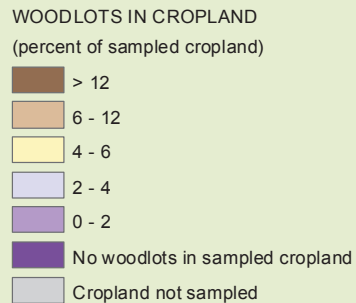 WOODLOTS IN CROPLAND
(percent of sampled cropland)
> 12
6 - 12
4 - 6
2 - 4
0 - 2
No woodlots in sampled cropland
Cropland not sampled